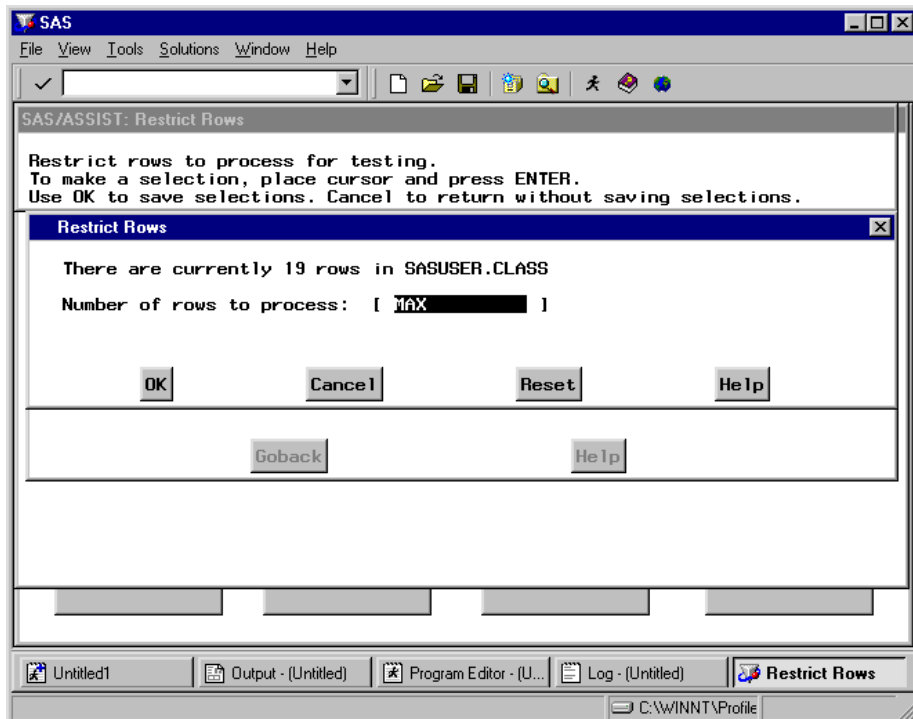 SAS
File View Tools Solutions Window Help
SAS/ASSIST: Restrict Rows
Restrict rows to process for testing.
To make a selection, place cursor and press ENTER.
Use OK to save selections. Cancel to return without saving selections.
Restrict Rows
There are currently 19 rows in SASUSER.CLASS
Number of rows to process: [ MAX ]
OK Cancel Reset Help
Goback Help
Untitled1 Output - (Untitled) Program Editor - (U... Log - (Untitled) Restrict Rows
C:\WINNT\Profile